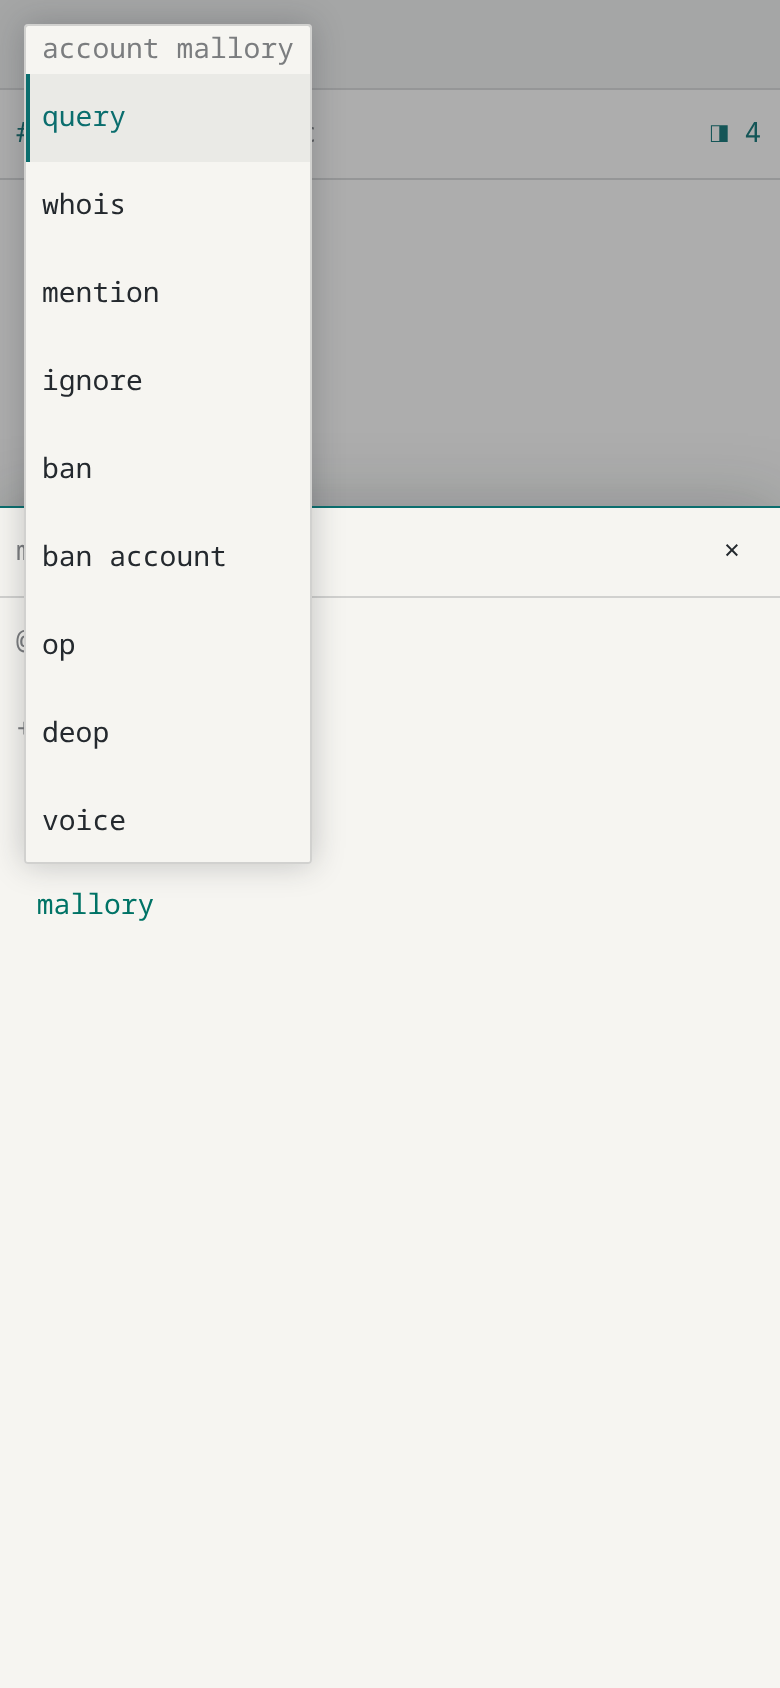 account mallory
query
◨ 4
whois
mention
ignore
ban
ban account
×
op
deop
voice
mallory